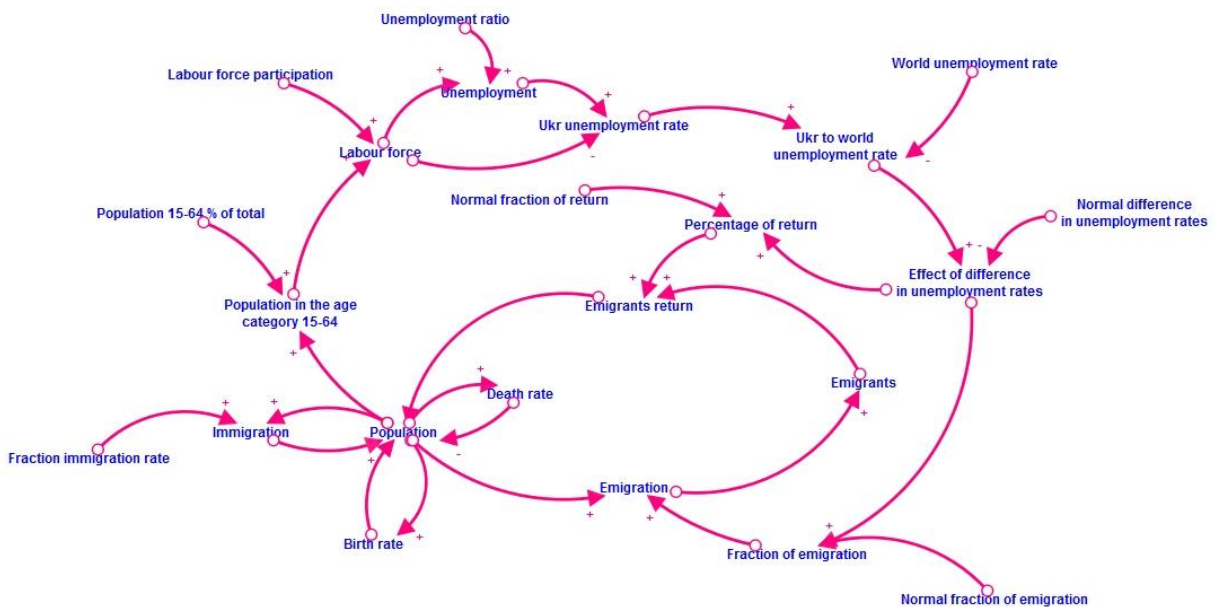 Unemployment ratio
Labour force participation
World unemployment rate
Unemployment
Ukr unemployment rate
Ukr to world
unemployment rate
Labour force
Normal fraction of return
Population 15-64 % of total
Percentage of return
Normal difference
in unemployment rates
Population in the age
category 15-64
Emigrants return
Effect of difference
in unemployment rates
Emigrants
Death rate
Immigration
Population
Fraction immigration rate
Emigration
Birth rate
Fraction of emigration
Normal fraction of emigration